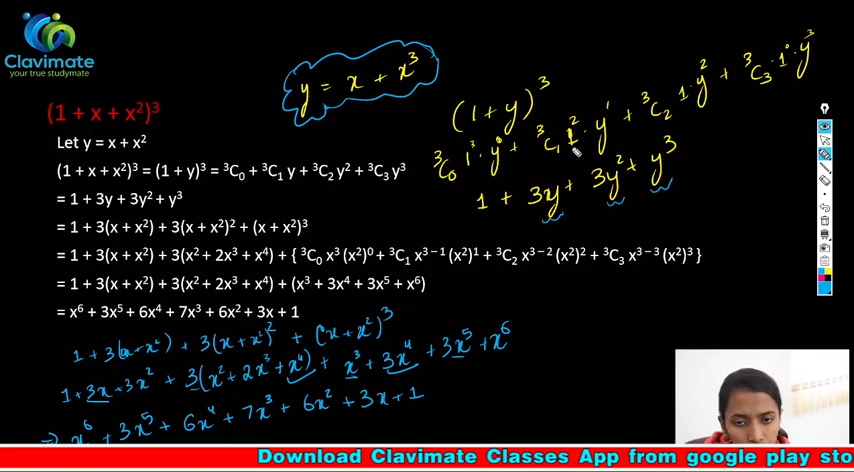 Clavimate
your true studymate
y = x + x³
(1 + x + x²)³
(1 + y)³
³C₀ 1³·y⁰ + ³C₁ 1²·y¹ + ³C₂ 1·y² + ³C₃·1⁰·y³
1 + 3y + 3y² + y³
Let y = x + x²
(1 + x + x²)³ = (1 + y)³ = ³C₀ + ³C₁ y + ³C₂ y² + ³C₃ y³
= 1 + 3y + 3y² + y³
= 1 + 3(x + x²) + 3(x + x²)² + (x + x²)³
= 1 + 3(x + x²) + 3(x² + 2x³ + x⁴) + { ³C₀ x³ (x²)⁰ + ³C₁ x³⁻¹ (x²)¹ + ³C₂ x³⁻² (x²)² + ³C₃ x³⁻³ (x²)³ }
= 1 + 3(x + x²) + 3(x² + 2x³ + x⁴) + (x³ + 3x⁴ + 3x⁵ + x⁶)
= x⁶ + 3x⁵ + 6x⁴ + 7x³ + 6x² + 3x + 1
1 + 3(x + x²) + 3(x + x²)² + (x + x²)³
1 + 3x + 3x² + 3(x² + 2x³ + x⁴) + x³ + 3x⁴ + 3x⁵ + x⁶
⇒ x⁶ + 3x⁵ + 6x⁴ + 7x³ + 6x² + 3x + 1
Download Clavimate Classes App from google play sto